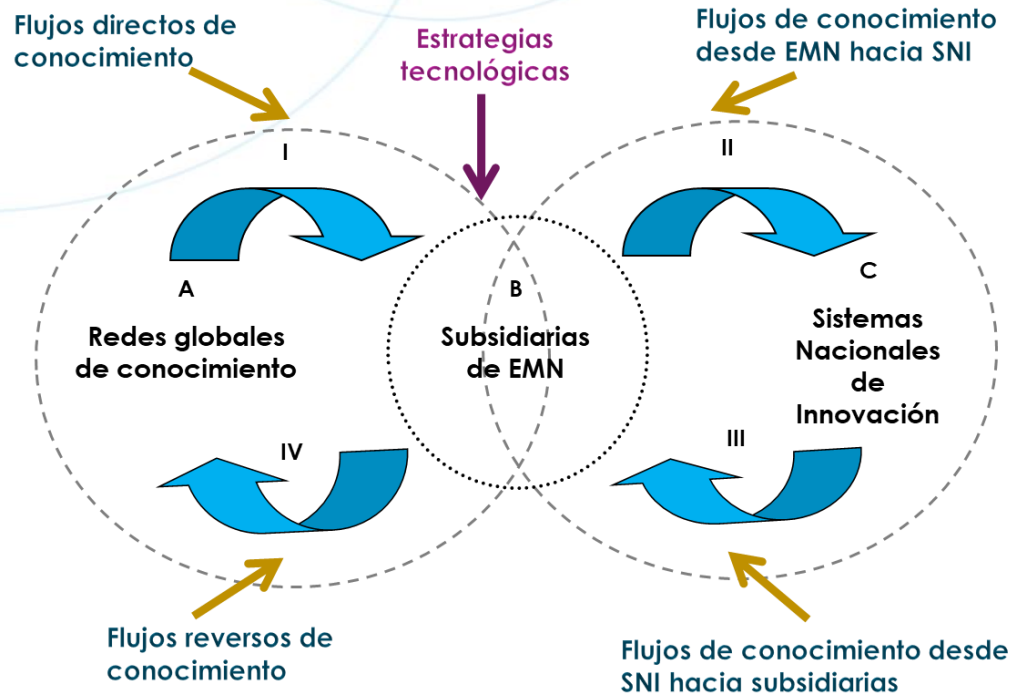 Flujos directos de
conocimiento
Estrategias
tecnológicas
Flujos de conocimiento
desde EMN hacia SNI
I
II
A
B
C
Redes globales
de conocimiento
Subsidiarias
de EMN
Sistemas
Nacionales
de
Innovación
IV
III
Flujos reversos de
conocimiento
Flujos de conocimiento desde
SNI hacia subsidiarias